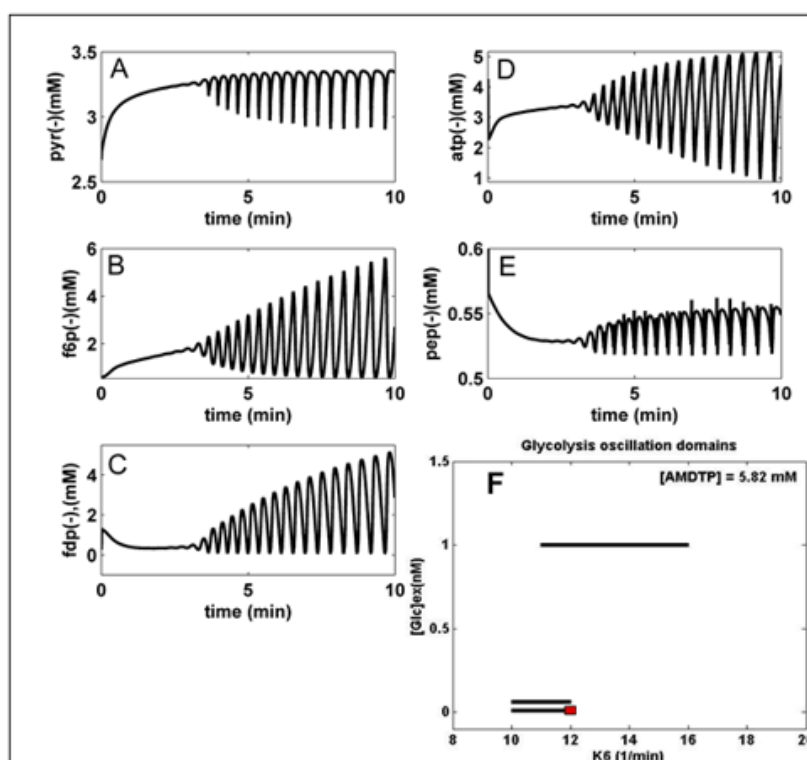 A
pyr(-)(mM)
3.5
3
2.5
0
5
10
time (min)
D
atp(-)(mM)
5
4
3
2
1
0
5
10
time (min)
B
f6p(-)(mM)
6
4
2
0
5
10
time (min)
E
pep(-)(mM)
0.6
0.55
0.5
0
5
10
time (min)
C
fdp(-),(mM)
4
2
0
0
5
10
time (min)
Glycolysis oscillation domains
F
[AMDTP] = 5.82 mM
[Glc]ex(nM)
1.5
1
0.5
0
8
10
12
14
16
18
20
K6 (1/min)